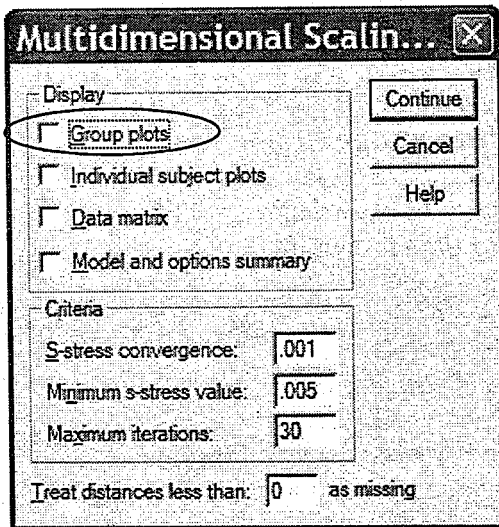 Multidimensional Scalin...
Display
Group plots
Individual subject plots
Data matrix
Model and options summary
Continue
Cancel
Help
Criteria
S-stress convergence: .001
Minimum s-stress value: .005
Maximum iterations: 30
Treat distances less than: 0 as missing